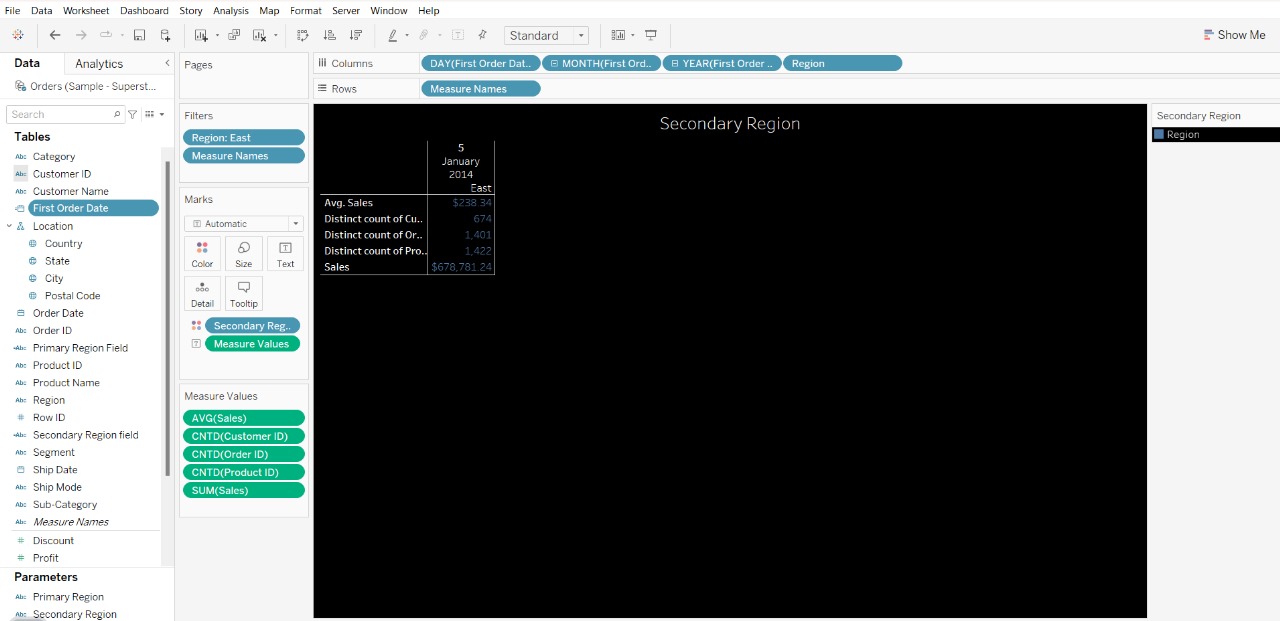 File Data Worksheet Dashboard Story Analysis Map Format Server Window Help
Standard
Show Me
Data Analytics
Orders (Sample - Superst...
Search
Tables
Category
Customer ID
Customer Name
First Order Date
Location
Country
State
City
Postal Code
Order Date
Order ID
Primary Region Field
Product ID
Product Name
Region
Row ID
Secondary Region field
Segment
Ship Date
Ship Mode
Sub-Category
Measure Names
Discount
Profit
Parameters
Primary Region
Secondary Region
Pages
Filters
Region: East
Measure Names
Marks
Automatic
Color Size Text
Detail Tooltip
Secondary Reg..
Measure Values
Measure Values
AVG(Sales)
CNTD(Customer ID)
CNTD(Order ID)
CNTD(Product ID)
SUM(Sales)
Columns DAY(First Order Dat.. MONTH(First Ord.. YEAR(First Order .. Region
Rows Measure Names
Secondary Region
5
January
2014
East
Avg. Sales $238.34
Distinct count of Cu.. 674
Distinct count of Or.. 1,401
Distinct count of Pro.. 1,422
Sales $678,781.24
Secondary Region
Region